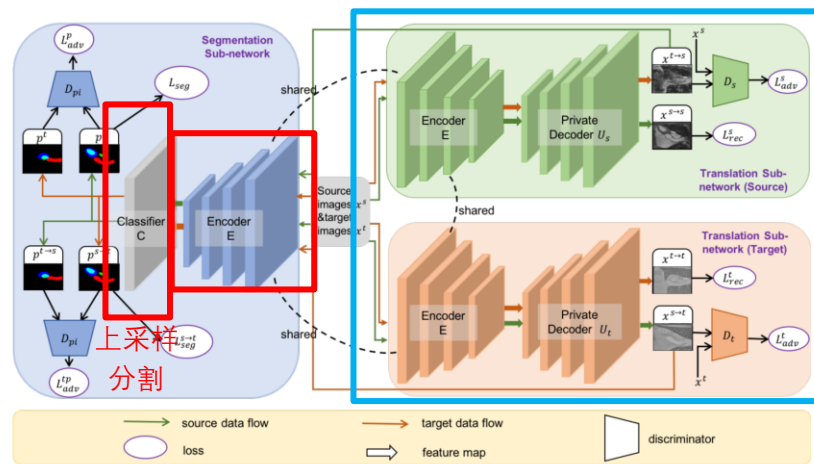 Segmentation
Sub-network
L^p_adv
D_pi
L_seg
p^t
p
Classifier
C
Encoder
E
p^{t→s}
p^s
D_pi
L^{s→t}_seg
L^{tp}_adv
上采样
分割
shared
shared
shared
Source
images x^s
&target
images x^t
Encoder
E
Private
Decoder U_s
x^{t→s}
x^s
D_s
L^s_adv
x^{s→s}
L^s_rec
Translation Sub-
network (Source)
Translation Sub-
network (Target)
Encoder
E
Private
Decoder U_t
x^{t→t}
L^t_rec
x^{s→t}
D_t
L^t_adv
x^t
source data flow
target data flow
discriminator
loss
feature map